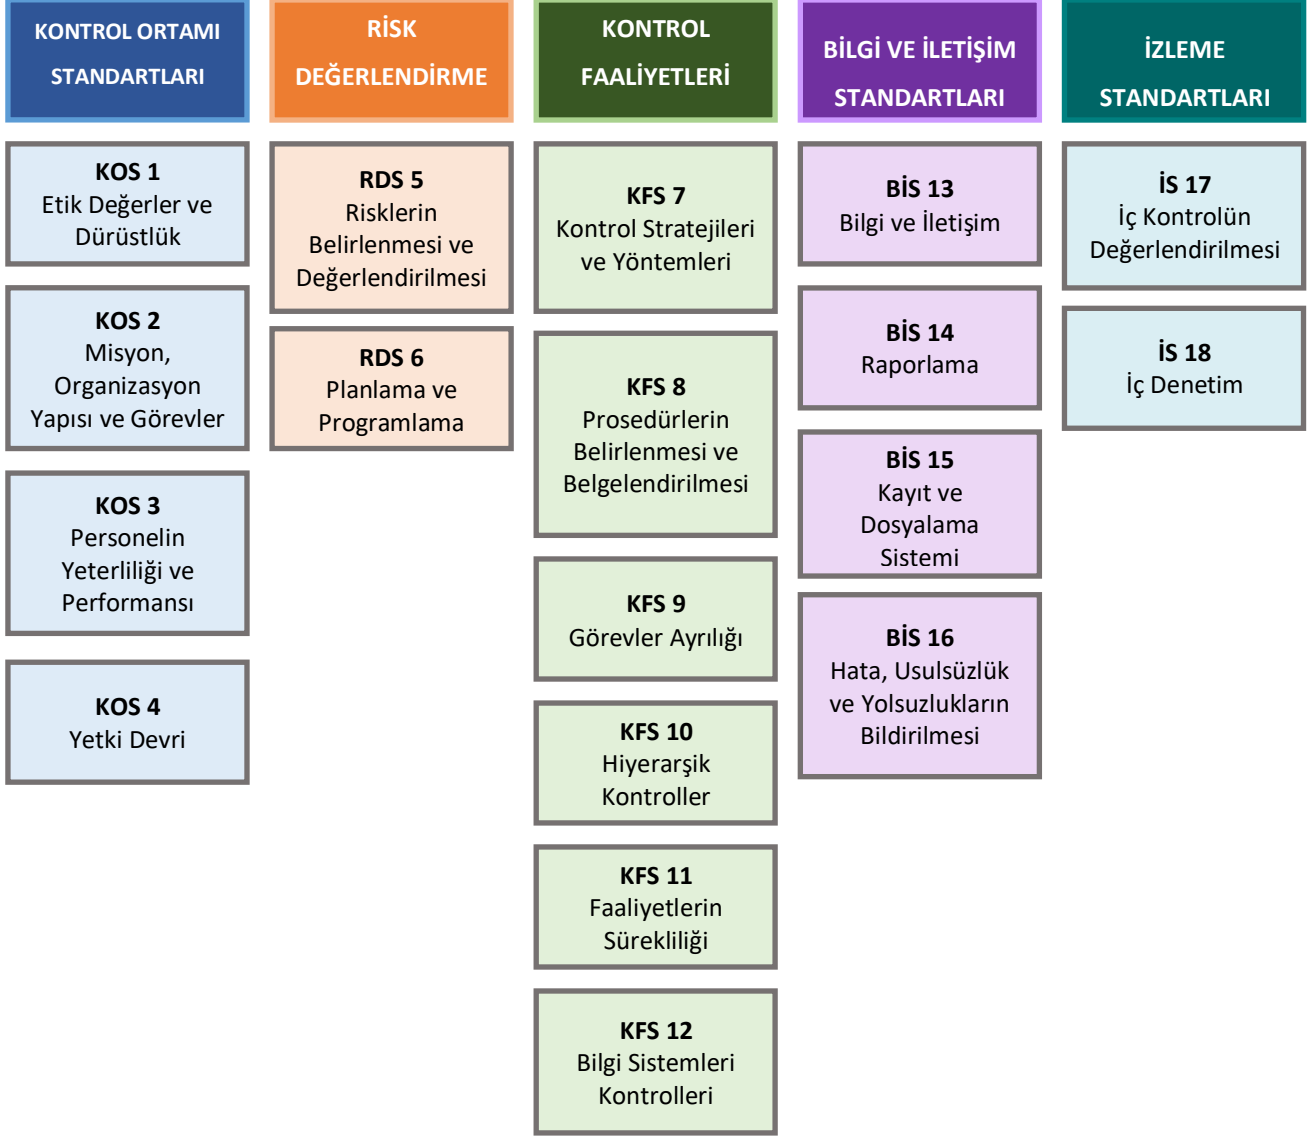 KONTROL ORTAMI
STANDARTLARI
KOS 1
Etik Değerler ve
Dürüstlük
KOS 2
Misyon,
Organizasyon
Yapısı ve Görevler
KOS 3
Personelin
Yeterliliği ve
Performansı
KOS 4
Yetki Devri
RİSK
DEĞERLENDİRME
RDS 5
Risklerin
Belirlenmesi ve
Değerlendirilmesi
RDS 6
Planlama ve
Programlama
KONTROL
FAALİYETLERİ
KFS 7
Kontrol Stratejileri
ve Yöntemleri
KFS 8
Prosedürlerin
Belirlenmesi ve
Belgelendirilmesi
KFS 9
Görevler Ayrılığı
KFS 10
Hiyerarşik
Kontroller
KFS 11
Faaliyetlerin
Sürekliliği
KFS 12
Bilgi Sistemleri
Kontrolleri
BİLGİ VE İLETİŞİM
STANDARTLARI
BİS 13
Bilgi ve İletişim
BİS 14
Raporlama
BİS 15
Kayıt ve
Dosyalama
Sistemi
BİS 16
Hata, Usulsüzlük
ve Yolsuzlukların
Bildirilmesi
İZLEME
STANDARTLARI
İS 17
İç Kontrolün
Değerlendirilmesi
İS 18
İç Denetim